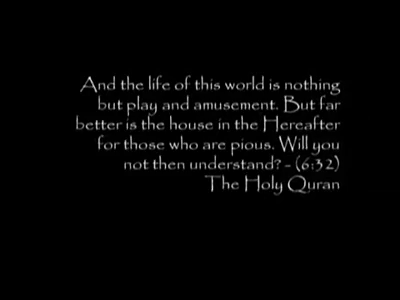 And the life of this world is nothing
but play and amusement. But far
better is the house in the Hereafter
for those who are pious. Will you
not then understand? - (6:32)
The Holy Quran